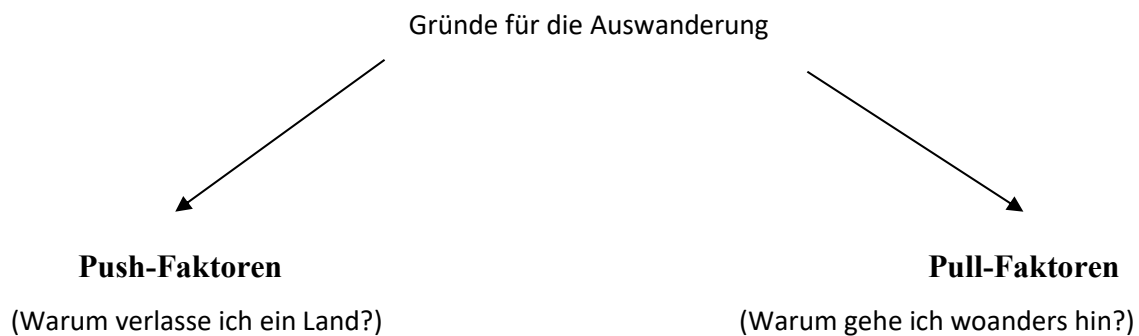 Gründe für die Auswanderung
Push-Faktoren
Pull-Faktoren
(Warum verlasse ich ein Land?)
(Warum gehe ich woanders hin?)